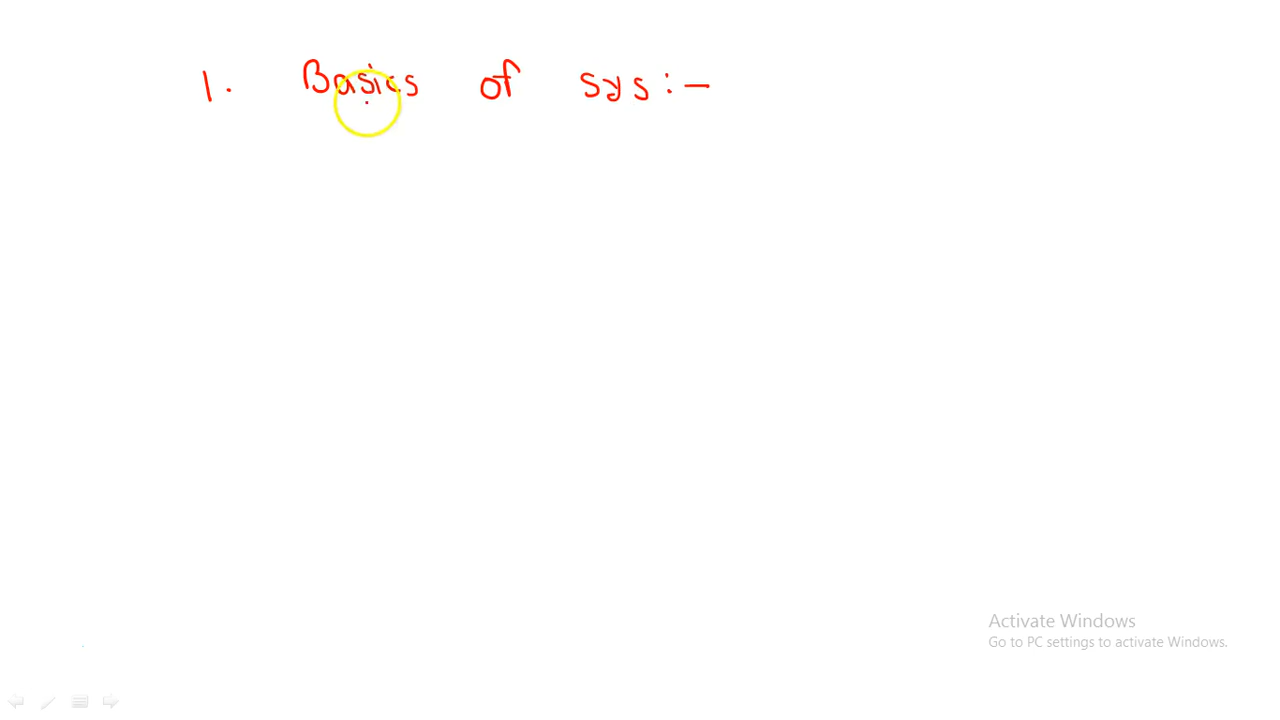 1. Basics of sys:-
Activate Windows
Go to PC settings to activate Windows.